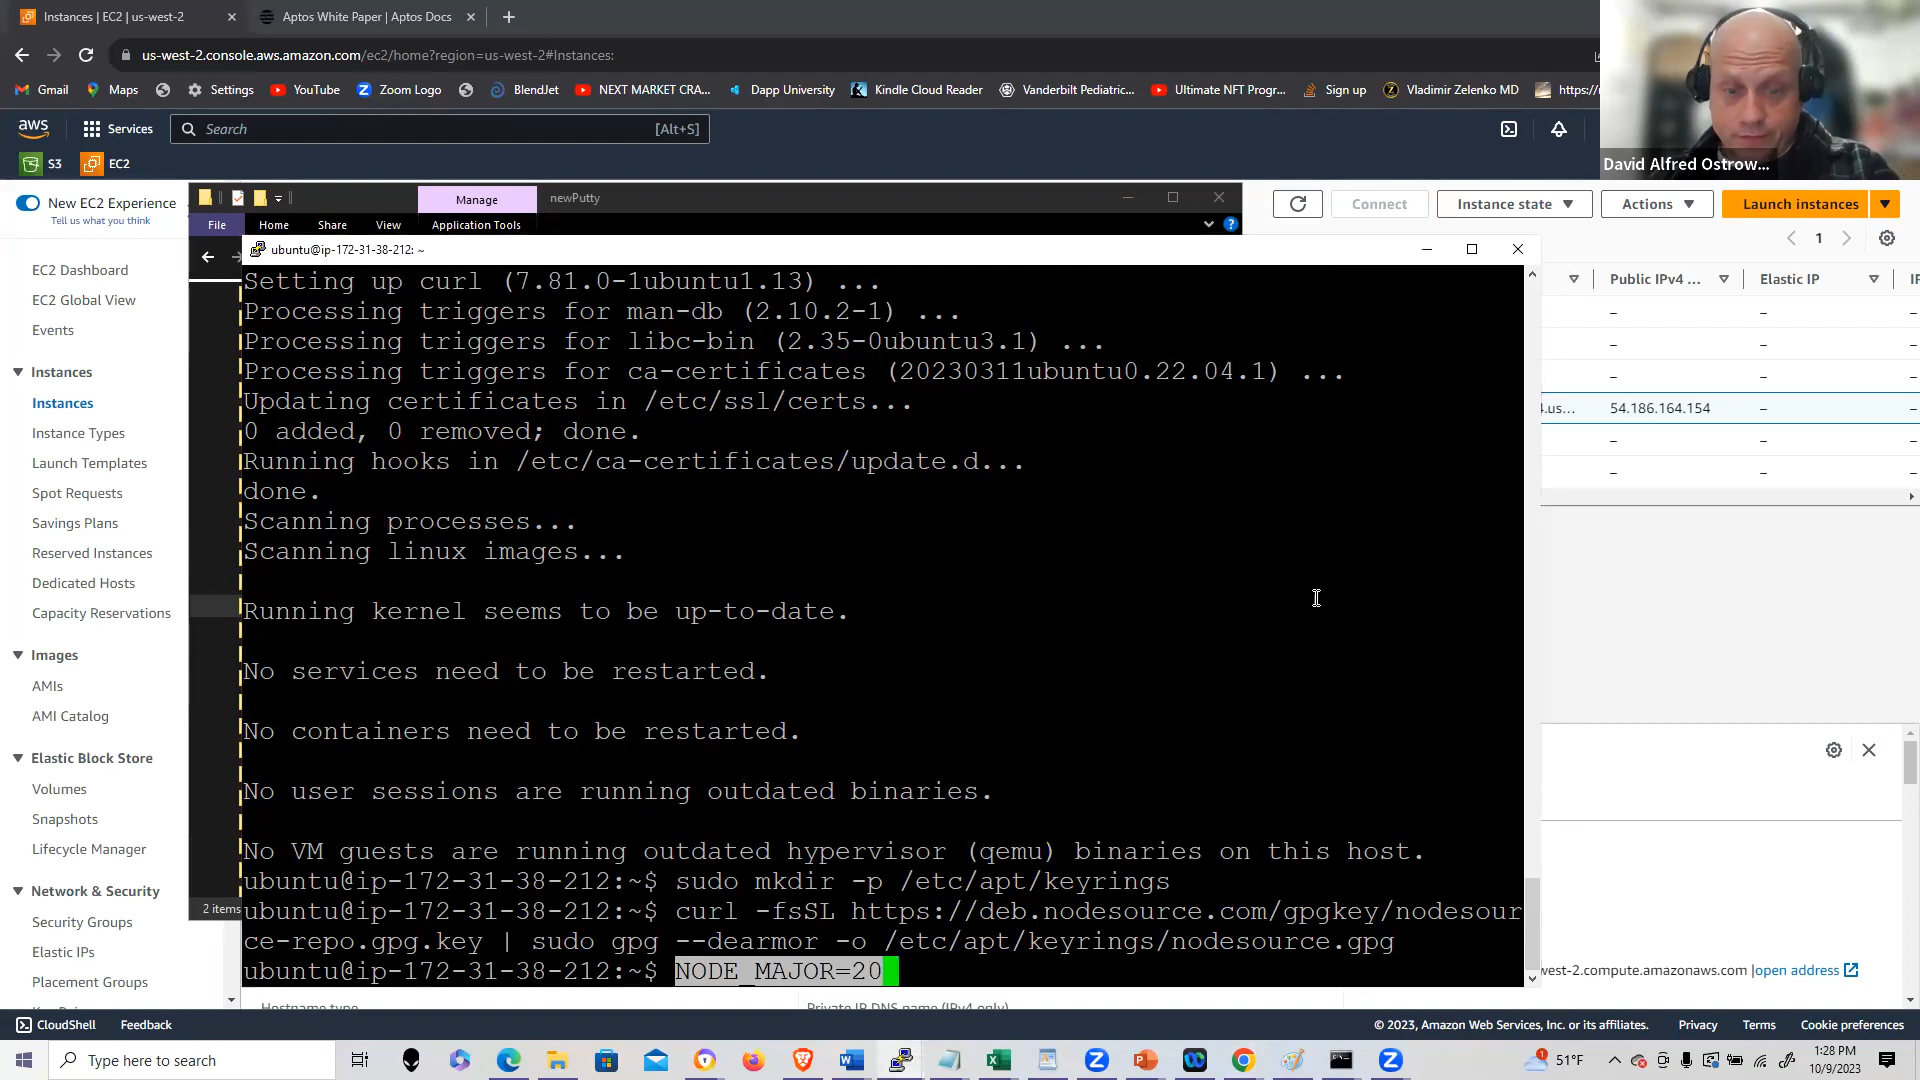 Instances | EC2 | us-west-2
Aptos White Paper | Aptos Docs
us-west-2.console.aws.amazon.com/ec2/home?region=us-west-2#Instances:
Gmail
Maps
Settings
YouTube
Zoom Logo
BlendJet
NEXT MARKET CRA...
Dapp University
Kindle Cloud Reader
Vanderbilt Pediatric...
Ultimate NFT Progr...
Sign up
Vladimir Zelenko MD
aws
Services
Search
[Alt+S]
David Alfred Ostrow...
S3
EC2
New EC2 Experience
Tell us what you think
Manage
newPutty
File
Home
Share
View
Application Tools
Connect
Instance state
Actions
Launch instances
1
ubuntu@ip-172-31-38-212: ~
EC2 Dashboard
EC2 Global View
Events
Instances
Instances
Instance Types
Launch Templates
Spot Requests
Savings Plans
Reserved Instances
Dedicated Hosts
Capacity Reservations
Images
AMIs
AMI Catalog
Elastic Block Store
Volumes
Snapshots
Lifecycle Manager
Network & Security
Security Groups
Elastic IPs
Placement Groups
2 items
Public IPv4 ...
Elastic IP
–
–
–
–
–
–
4.us...
54.186.164.154
–
–
–
–
–
Setting up curl (7.81.0-1ubuntu1.13) ...
Processing triggers for man-db (2.10.2-1) ...
Processing triggers for libc-bin (2.35-0ubuntu3.1) ...
Processing triggers for ca-certificates (20230311ubuntu0.22.04.1) ...
Updating certificates in /etc/ssl/certs...
0 added, 0 removed; done.
Running hooks in /etc/ca-certificates/update.d...
done.
Scanning processes...
Scanning linux images...
Running kernel seems to be up-to-date.
No services need to be restarted.
No containers need to be restarted.
No user sessions are running outdated binaries.
No VM guests are running outdated hypervisor (qemu) binaries on this host.
ubuntu@ip-172-31-38-212:~$ sudo mkdir -p /etc/apt/keyrings
ubuntu@ip-172-31-38-212:~$ curl -fsSL https://deb.nodesource.com/gpgkey/nodesour
ce-repo.gpg.key | sudo gpg --dearmor -o /etc/apt/keyrings/nodesource.gpg
ubuntu@ip-172-31-38-212:~$ NODE_MAJOR=20
west-2.compute.amazonaws.com |open address
Hostname type
Private IP DNS name (IPv4 only)
CloudShell
Feedback
© 2023, Amazon Web Services, Inc. or its affiliates.
Privacy
Terms
Cookie preferences
Type here to search
51°F
1:28 PM
10/9/2023